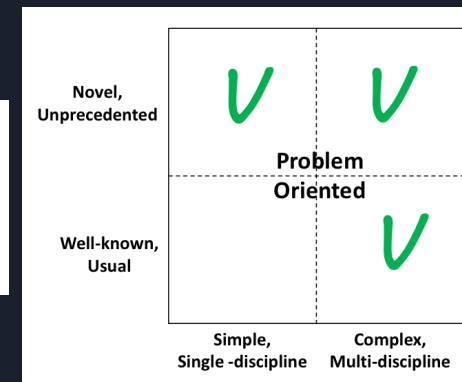 Novel,
Unprecedented
Problem
Oriented
Well-known,
Usual
Simple,
Single -discipline
Complex,
Multi-discipline